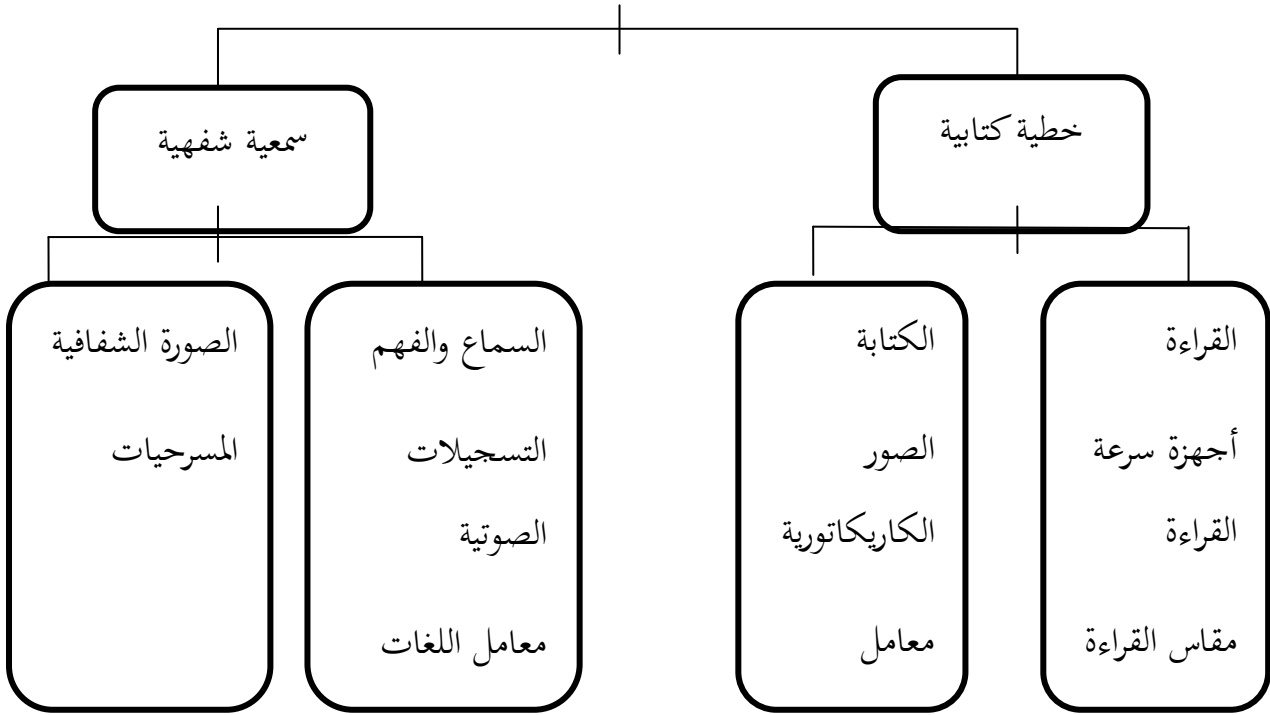 خطية كتابية
سمعية شفهية
القراءة
أجهزة سرعة
القراءة
مقاس القراءة
الكتابة
الصور
الكاريكاتورية
معامل
السماع والفهم
التسجيلات
الصوتية
معامل اللغات
الصورة الشفافية
المسرحيات